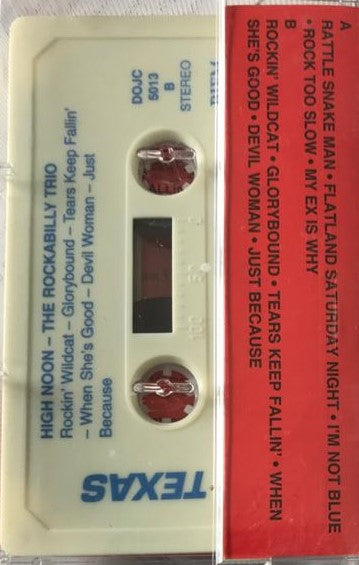 A
RATTLE SNAKE MAN • FLATLAND SATURDAY NIGHT • I'M NOT BLUE
• ROCK TOO SLOW • MY EX IS WHY
B
ROCKIN' WILDCAT • GLORYBOUND • TEARS KEEP FALLIN' • WHEN
SHE'S GOOD • DEVIL WOMAN • JUST BECAUSE
DOJC
5013
B
STEREO
HIGH NOON – THE ROCKABILLY TRIO
Rockin' Wildcat – Glorybound – Tears Keep Fallin'
– When She's Good – Devil Woman – Just
Because
TEXAS